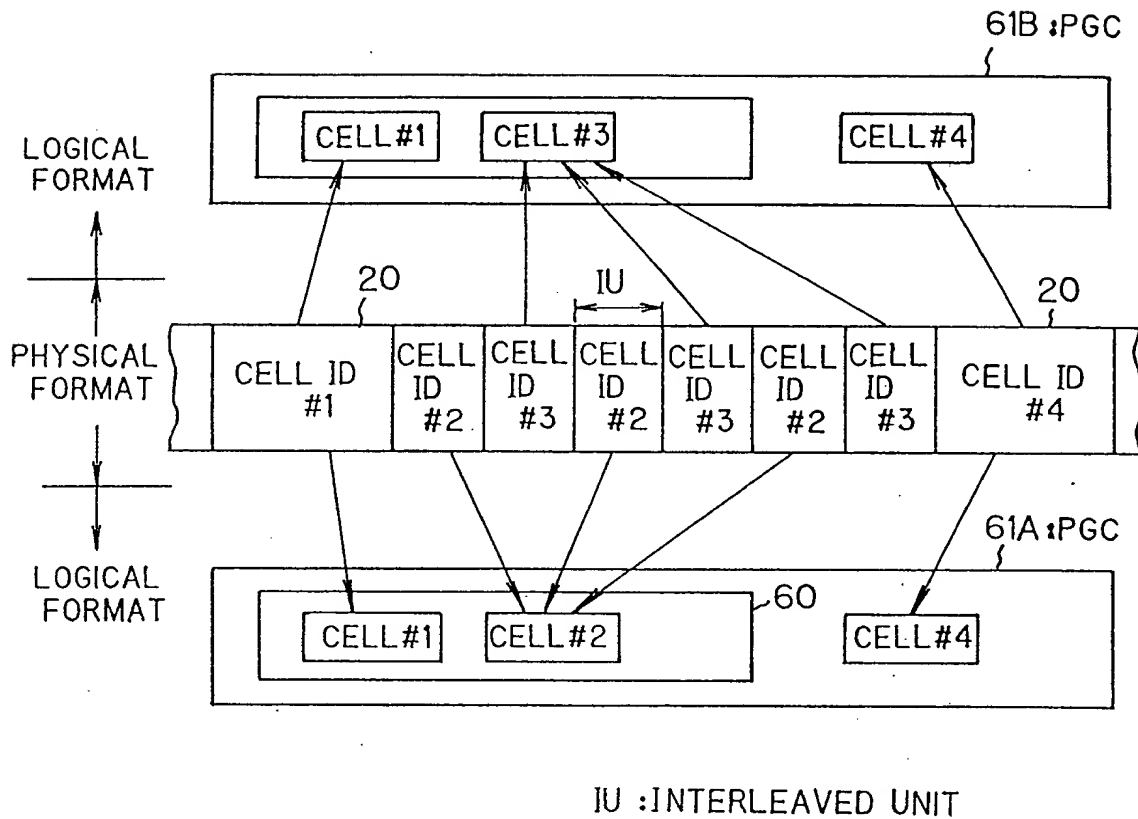 61B :PGC
CELL#1
CELL#3
CELL#4
LOGICAL
FORMAT
20
IU
20
PHYSICAL
FORMAT
CELL ID
#1
CELL
ID
#2
CELL
ID
#3
CELL
ID
#2
CELL
ID
#3
CELL
ID
#2
CELL
ID
#3
CELL ID
#4
61A :PGC
LOGICAL
FORMAT
60
CELL#1
CELL#2
CELL#4
IU :INTERLEAVED UNIT